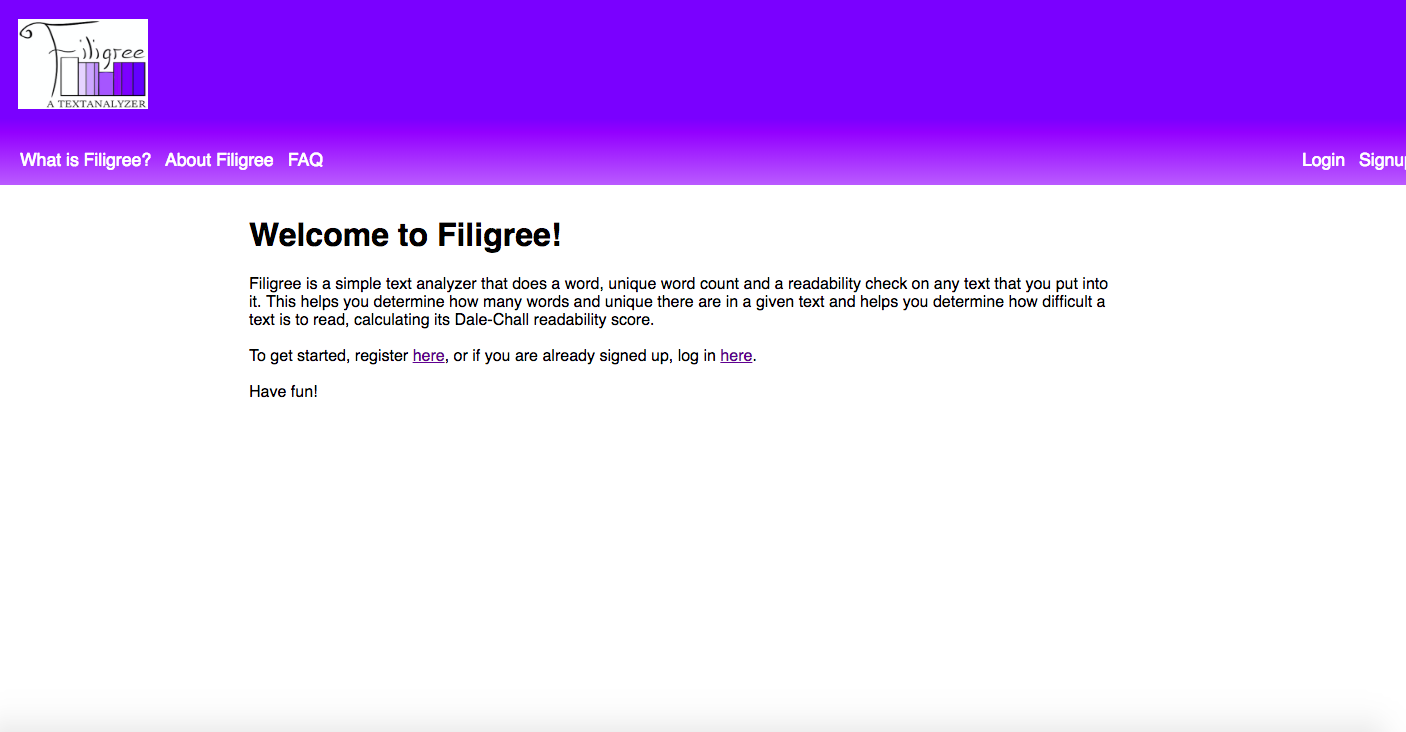 Filigree
A TEXTANALYZER
What is Filigree? About Filigree FAQ Login Signup
Welcome to Filigree!
Filigree is a simple text analyzer that does a word, unique word count and a readability check on any text that you put into
it. This helps you determine how many words and unique there are in a given text and helps you determine how difficult a
text is to read, calculating its Dale-Chall readability score.
To get started, register here, or if you are already signed up, log in here.
Have fun!